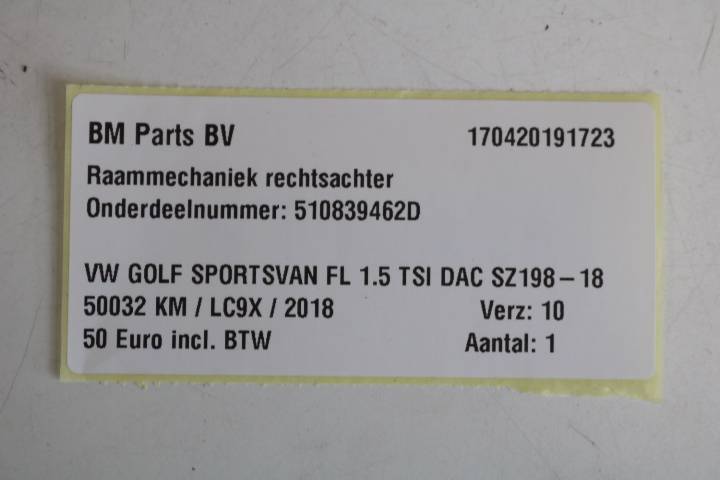 BM Parts BV 170420191723
Raammechaniek rechtsachter
Onderdeelnummer: 510839462D
VW GOLF SPORTSVAN FL 1.5 TSI DAC SZ198-18
50032 KM / LC9X / 2018 Verz: 10
50 Euro incl. BTW Aantal: 1